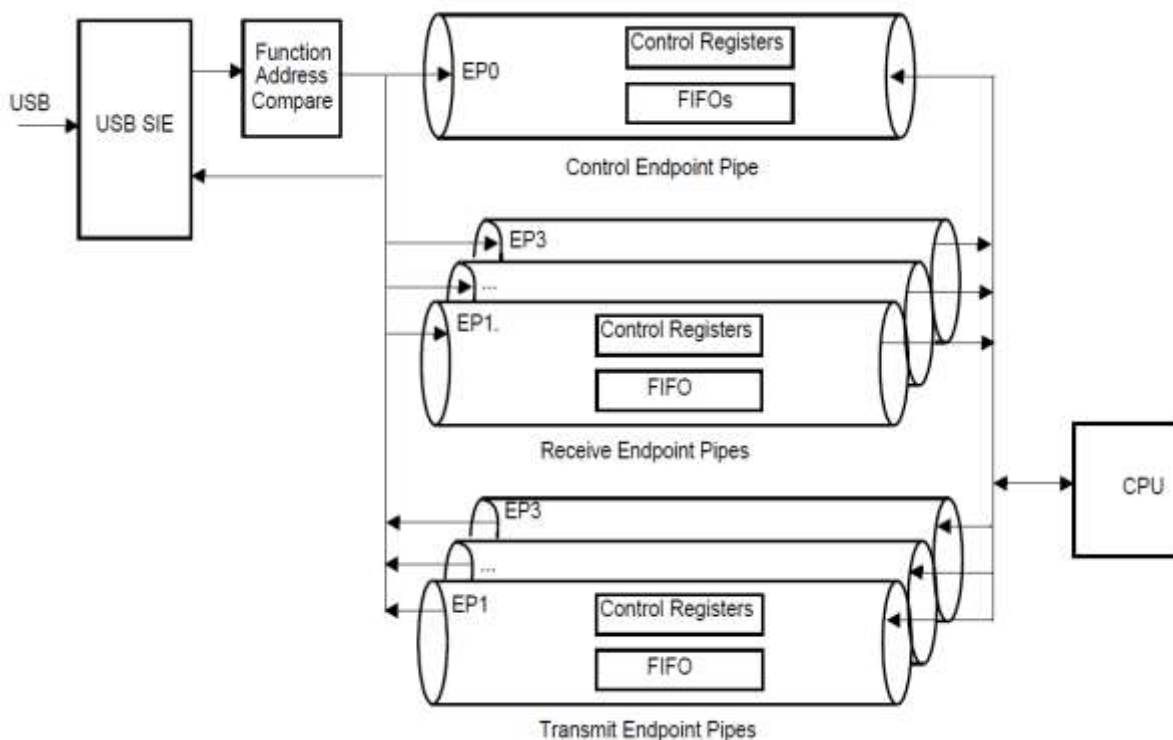 USB
USB SIE
Function
Address
Compare
EP0
Control Registers
FIFOs
Control Endpoint Pipe
EP3
...
EP1.
Control Registers
FIFO
Receive Endpoint Pipes
CPU
EP3
...
EP1
Control Registers
FIFO
Transmit Endpoint Pipes